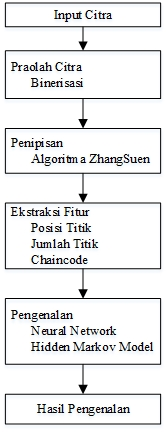 Input Citra
Praolah Citra
Binerisasi
Penipisan
Algoritma ZhangSuen
Ekstraksi Fitur
Posisi Titik
Jumlah Titik
Chaincode
Pengenalan
Neural Network
Hidden Markov Model
Hasil Pengenalan